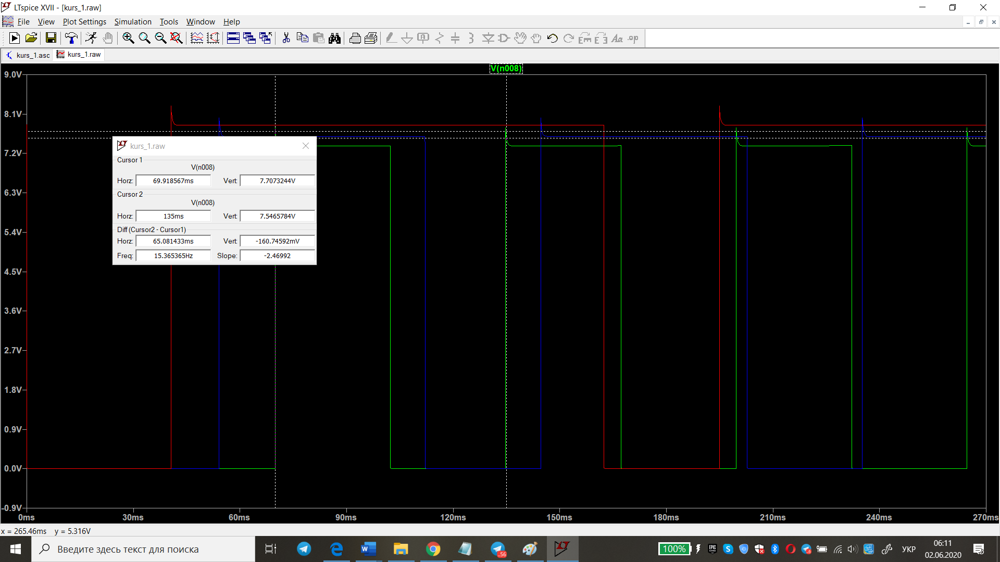 LTspice XVII - [kurs_1.raw]
File View Plot Settings Simulation Tools Window Help
kurs_1.asc kurs_1.raw
V(n008)
9.0V
8.1V
7.2V
6.3V
5.4V
4.5V
3.6V
2.7V
1.8V
0.9V
0.0V
-0.9V
kurs_1.raw
Cursor 1
V(n008)
Horz: 69.918567ms Vert: 7.7073244V
Cursor 2
V(n008)
Horz: 135ms Vert: 7.5465784V
Diff (Cursor2 - Cursor1)
Horz: 65.081433ms Vert: -160.74592mV
Freq: 15.365365Hz Slope: -2.46992
0ms 30ms 60ms 90ms 120ms 150ms 180ms 210ms 240ms 270ms
x = 265.46ms y = 5.316V
Введите здесь текст для поиска
100% УКР
06:11
02.06.2020